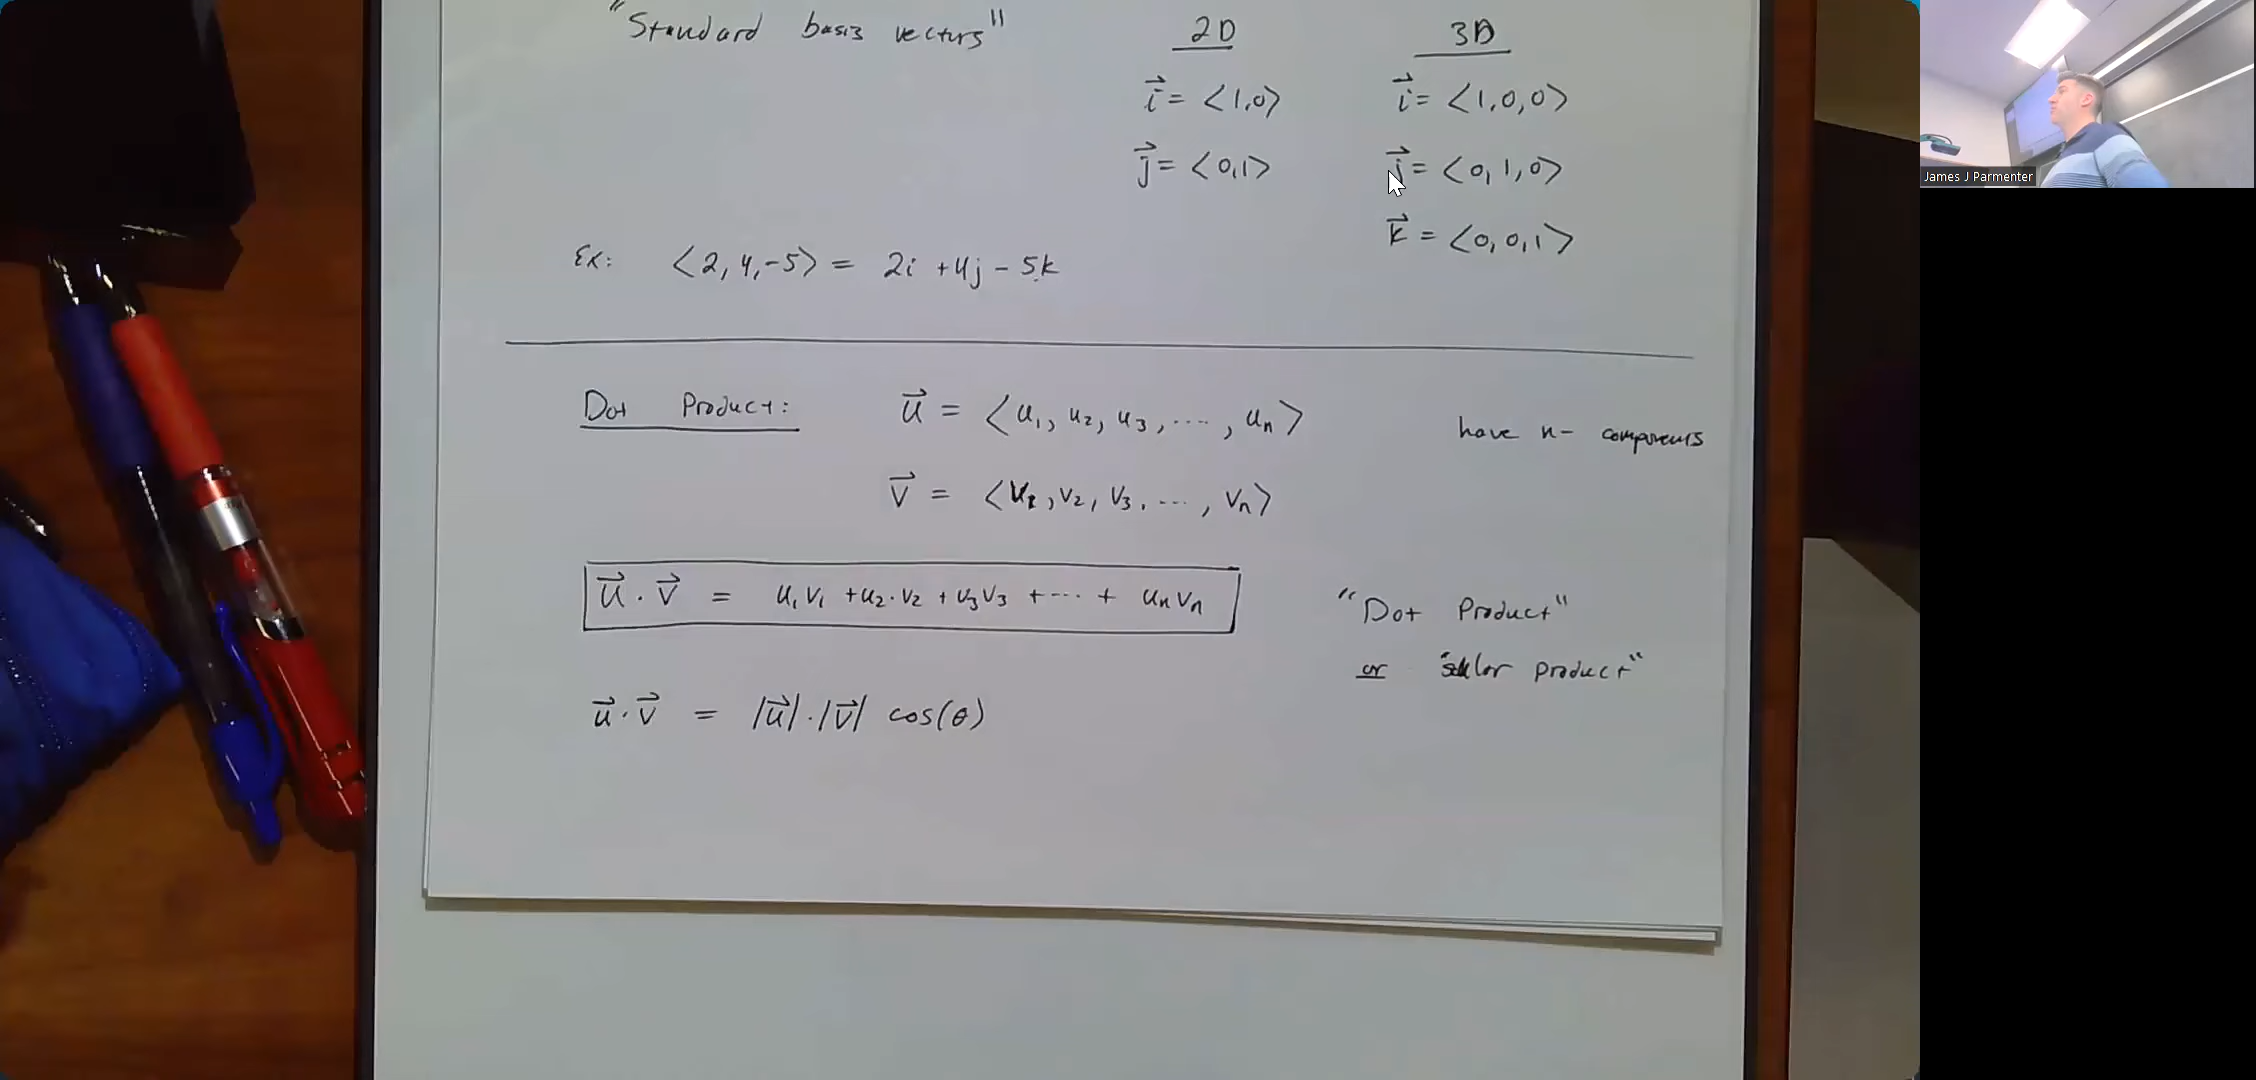 "Standard basis vectors"
2D
3D
i⃗ = <1,0>
i⃗ = <1,0,0>
j⃗ = <0,1>
j⃗ = <0,1,0>
k⃗ = <0,0,1>
Ex: <2,4,-5> = 2i +4j - 5k
Dot Product: u⃗ = <u₁, u₂, u₃, ...., uₙ> have n- components
v⃗ = <v₁, v₂, v₃, ..., vₙ>
u⃗ · v⃗ = u₁v₁ + u₂·v₂ + v₃v₃ + ... + uₙvₙ
"Dot Product"
or "scalar product"
u⃗ · v⃗ = |u⃗| · |v⃗| cos(θ)
James J Parmenter